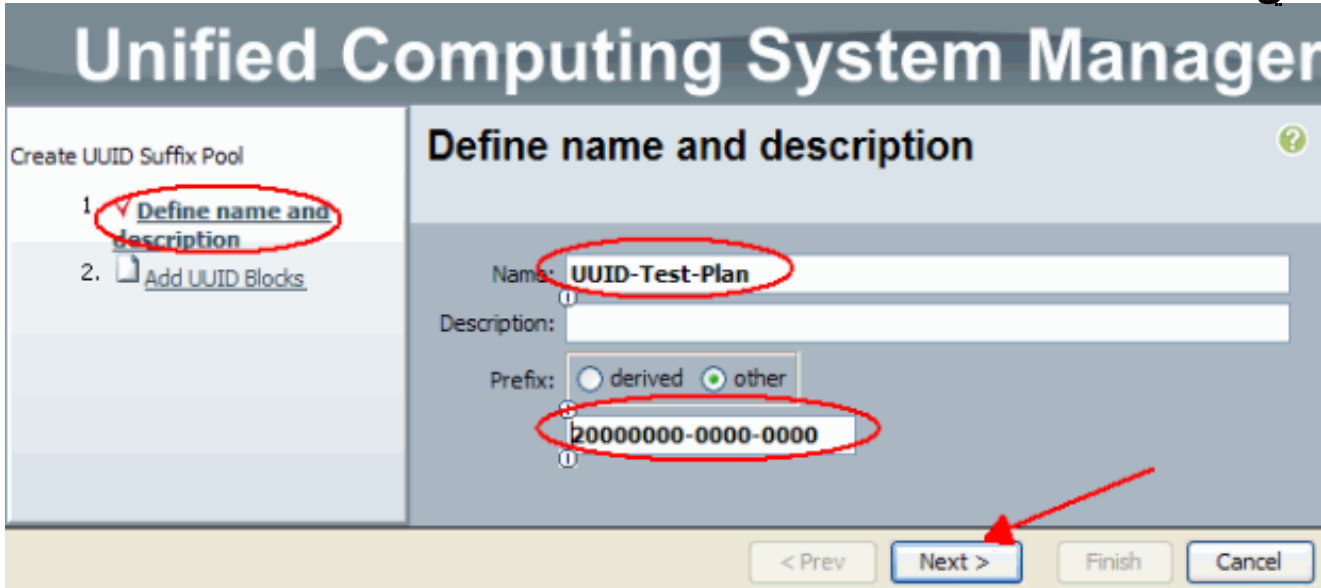 Unified Computing System Manager
Create UUID Suffix Pool
1. Define name and
description
2. Add UUID Blocks
Define name and description
Name: UUID-Test-Plan
Description:
Prefix: derived other
20000000-0000-0000
< Prev Next > Finish Cancel